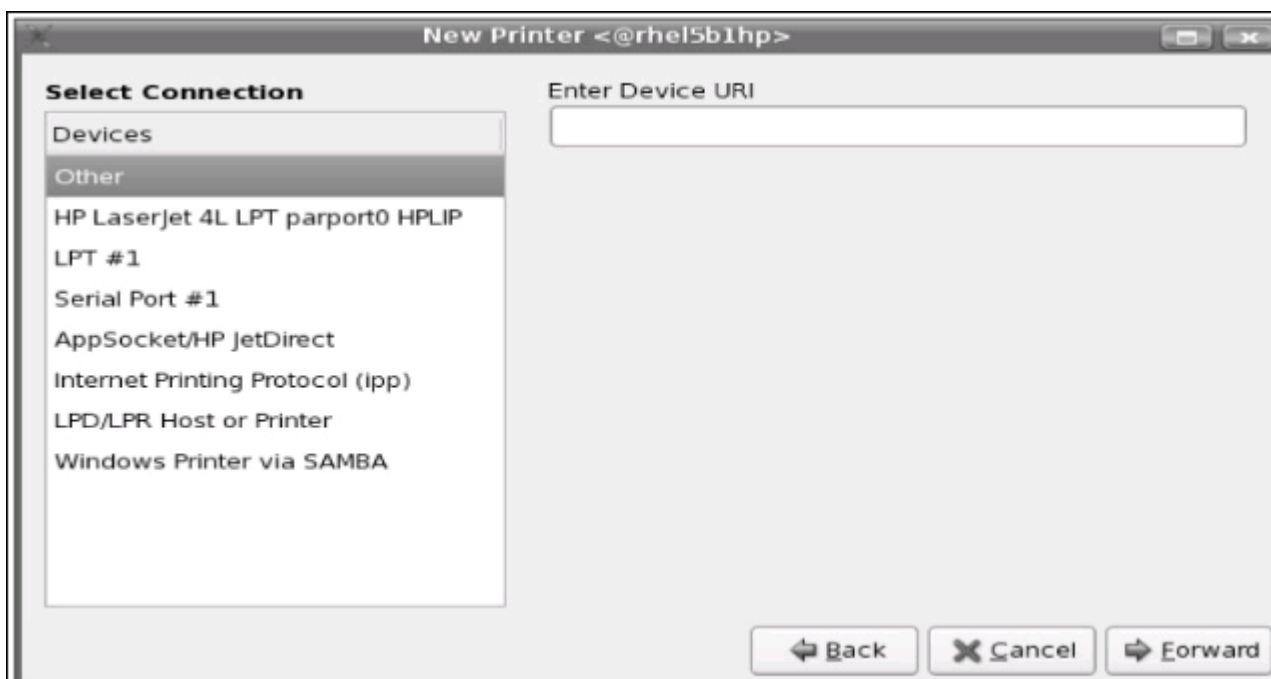 New Printer <@rhel5b1hp>
Select Connection
Devices
Other
HP LaserJet 4L LPT parport0 HPLIP
LPT #1
Serial Port #1
AppSocket/HP JetDirect
Internet Printing Protocol (ipp)
LPD/LPR Host or Printer
Windows Printer via SAMBA
Enter Device URI
Back
Cancel
Forward